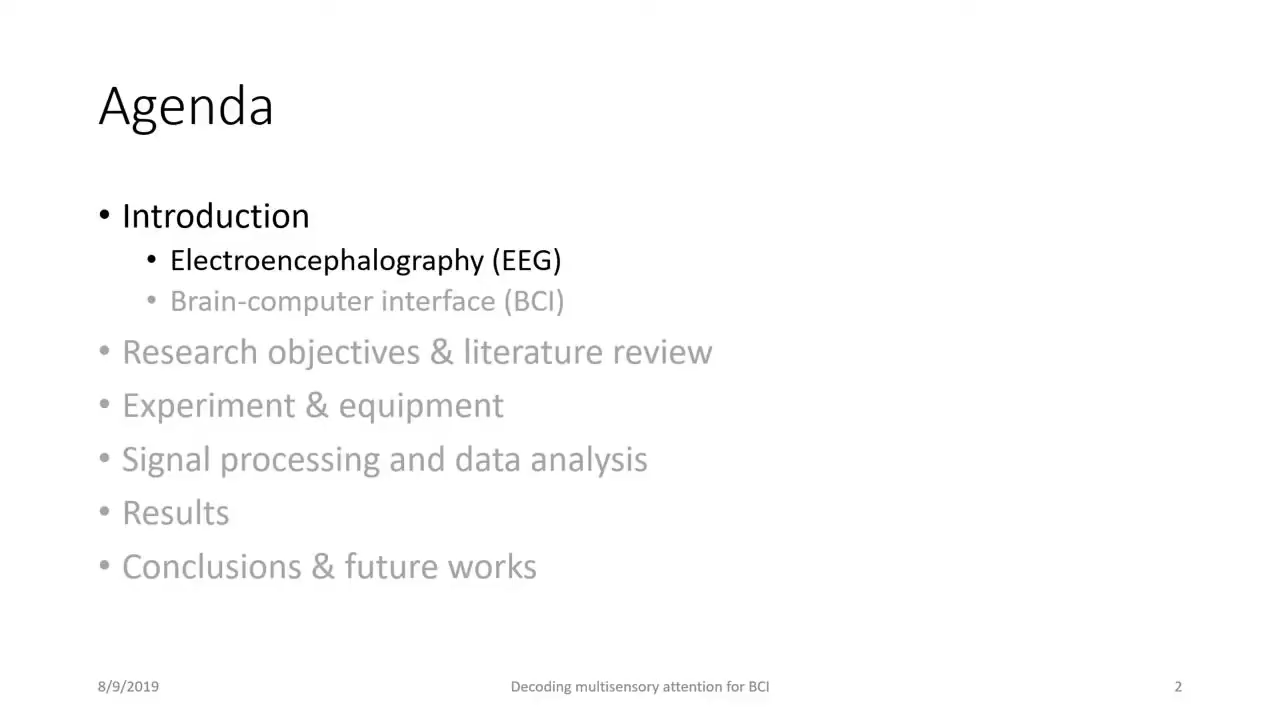 Agenda
• Introduction
• Electroencephalography (EEG)
• Brain-computer interface (BCI)
• Research objectives & literature review
• Experiment & equipment
• Signal processing and data analysis
• Results
• Conclusions & future works
8/9/2019
Decoding multisensory attention for BCI
2